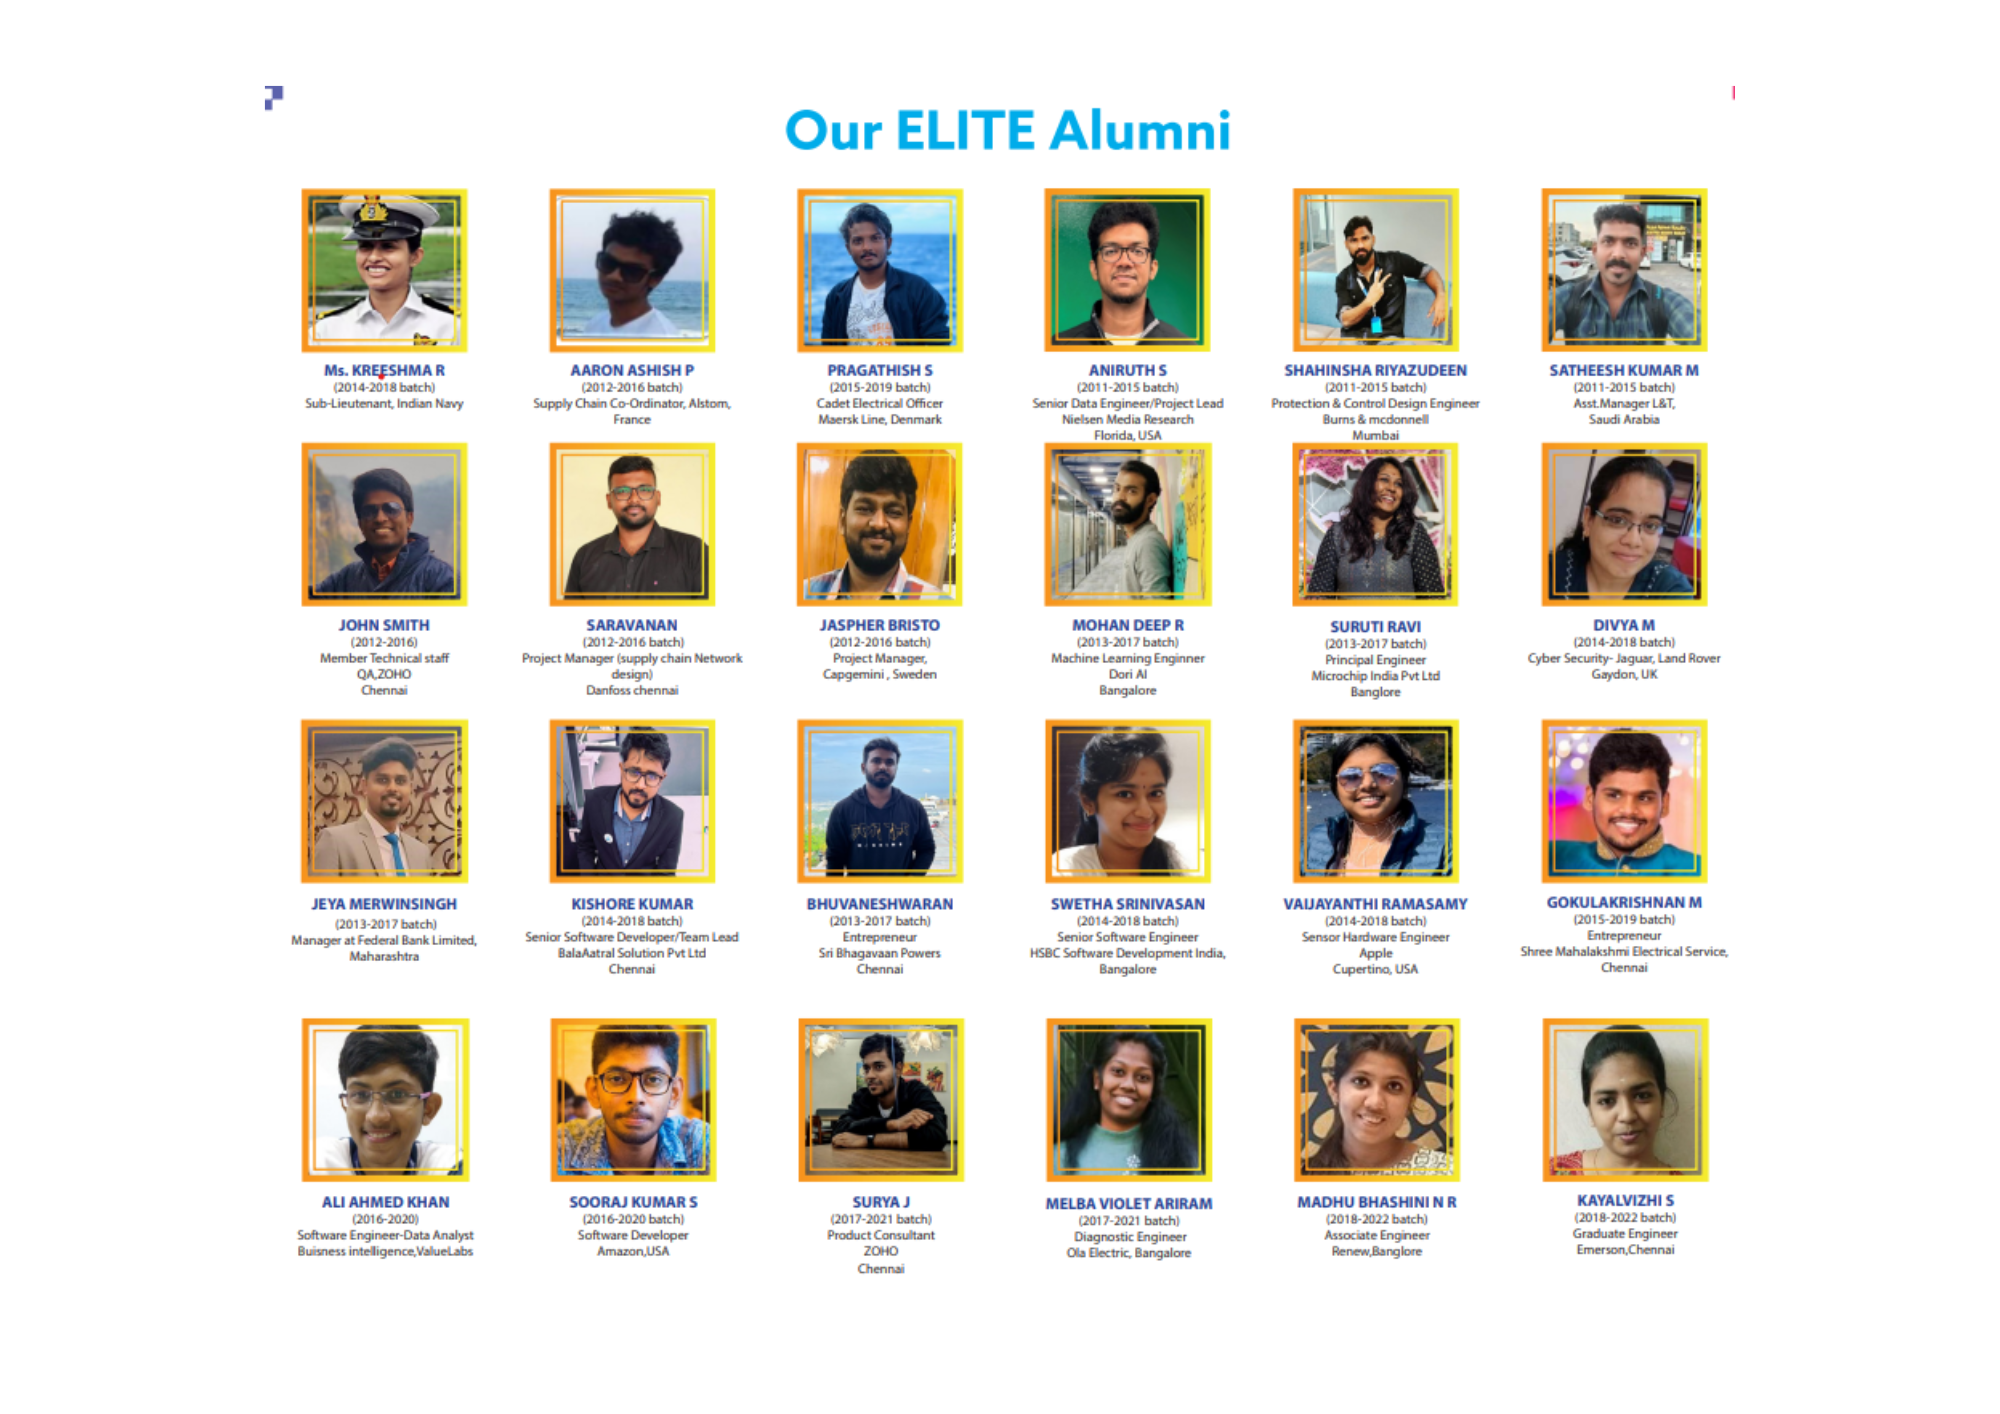 Our ELITE Alumni
Ms. KREESHMA R
(2014-2018 batch)
Sub-Lieutenant, Indian Navy
AARON ASHISH P
(2012-2016 batch)
Supply Chain Co-Ordinator, Alstom,
France
PRAGATHISH S
(2015-2019 batch)
Cadet Electrical Officer
Maersk Line, Denmark
ANIRUTH S
(2011-2015 batch)
Senior Data Engineer/Project Lead
Nielsen Media Research
Florida, USA
SHAHINSHA RIYAZUDEEN
(2011-2015 batch)
Protection & Control Design Engineer
Burns & mcdonnell
Mumbai
SATHEESH KUMAR M
(2011-2015 batch)
Asst.Manager L&T,
Saudi Arabia
JOHN SMITH
(2012-2016)
Member Technical staff
QA,ZOHO
Chennai
SARAVANAN
(2012-2016 batch)
Project Manager (supply chain Network
design)
Danfoss chennai
JASPHER BRISTO
(2012-2016 batch)
Project Manager,
Capgemini , Sweden
MOHAN DEEP R
(2013-2017 batch)
Machine Learning Enginner
Dori AI
Bangalore
SURUTI RAVI
(2013-2017 batch)
Principal Engineer
Microchip India Pvt Ltd
Banglore
DIVYA M
(2014-2018 batch)
Cyber Security- Jaguar, Land Rover
Gaydon, UK
JEYA MERWINSINGH
(2013-2017 batch)
Manager at Federal Bank Limited,
Maharashtra
KISHORE KUMAR
(2014-2018 batch)
Senior Software Developer/Team Lead
BalaAatral Solution Pvt Ltd
Chennai
BHUVANESHWARAN
(2013-2017 batch)
Entrepreneur
Sri Bhagavaan Powers
Chennai
SWETHA SRINIVASAN
(2014-2018 batch)
Senior Software Engineer
HSBC Software Development India,
Bangalore
VAIJAYANTHI RAMASAMY
(2014-2018 batch)
Sensor Hardware Engineer
Apple
Cupertino, USA
GOKULAKRISHNAN M
(2015-2019 batch)
Entrepreneur
Shree Mahalakshmi Electrical Service,
Chennai
ALI AHMED KHAN
(2016-2020)
Software Engineer-Data Analyst
Buisness intelligence,ValueLabs
SOORAJ KUMAR S
(2016-2020 batch)
Software Developer
Amazon,USA
SURYA J
(2017-2021 batch)
Product Consultant
ZOHO
Chennai
MELBA VIOLET ARIRAM
(2017-2021 batch)
Diagnostic Engineer
Ola Electric, Bangalore
MADHU BHASHINI N R
(2018-2022 batch)
Associate Engineer
Renew,Banglore
KAYALVIZHI S
(2018-2022 batch)
Graduate Engineer
Emerson,Chennai